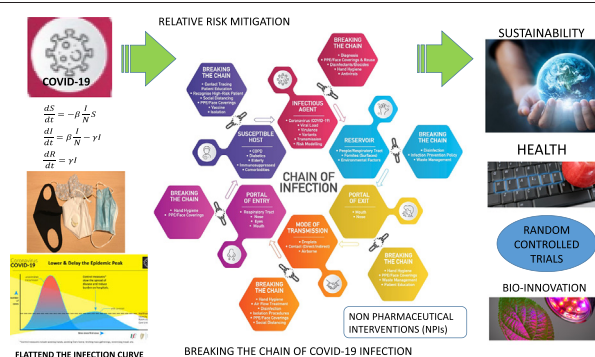 RELATIVE RISK MITIGATION
SUSTAINABILITY
COVID-19
dS/dt = −β I/N S
dI/dt = β I/N − γI
dR/dt = γI
CORONAVIRUS
COVID-19
Lower & Delay the Epidemic Peak
FLATTEND THE INFECTION CURVE
BREAKING
THE CHAIN
• Contact Tracing
Patient Education
• Recognise High-Risk Patient
• Social Distancing
• PPE/Face Coverings
• Vaccine
• Isolation
BREAKING
THE CHAIN
• Diagnosis
• PPE/Face Coverings & Reuse
• Disinfectants/Biocides
• Hand Hygiene
• Antivirals
INFECTIOUS
AGENT
• Coronavirus (COVID-19)
• Viral Load
• Virulence
• Variants
• Transmission
• Risk Modelling
SUSCEPTIBLE
HOST
• COPD
• Diabetes
• Elderly
• Immunosuppressed
• Comorbidities
RESERVOIR
• Respiratory Tract
• Fomites (Surfaces)
• Environmental Factors
BREAKING
THE CHAIN
• Disinfection
• Infection Prevention Policy
• Waste Management
CHAIN OF
INFECTION
BREAKING
THE CHAIN
• Hand Hygiene
• PPE/Face Coverings
PORTAL OF
ENTRY
• Respiratory Tract
• Nose
• Eyes
• Mouth
PORTAL OF
EXIT
• Mouth
• Nose
MODE OF
TRANSMISSION
• Droplets
• Contact (Direct/Indirect)
• Airborne
BREAKING
THE CHAIN
• Hand Hygiene
• Air Flow Treatment
• Disinfection
• Isolation Procedures
• PPE/Face Coverings
• Social Distancing
BREAKING
THE CHAIN
• Hand Hygiene
• PPE/Face Coverings
• Waste Management
• Patient Education
NON PHARMACEUTICAL
INTERVENTIONS (NPIs)
BREAKING THE CHAIN OF COVID-19 INFECTION
HEALTH
RANDOM
CONTROLLED
TRIALS
BIO-INNOVATION